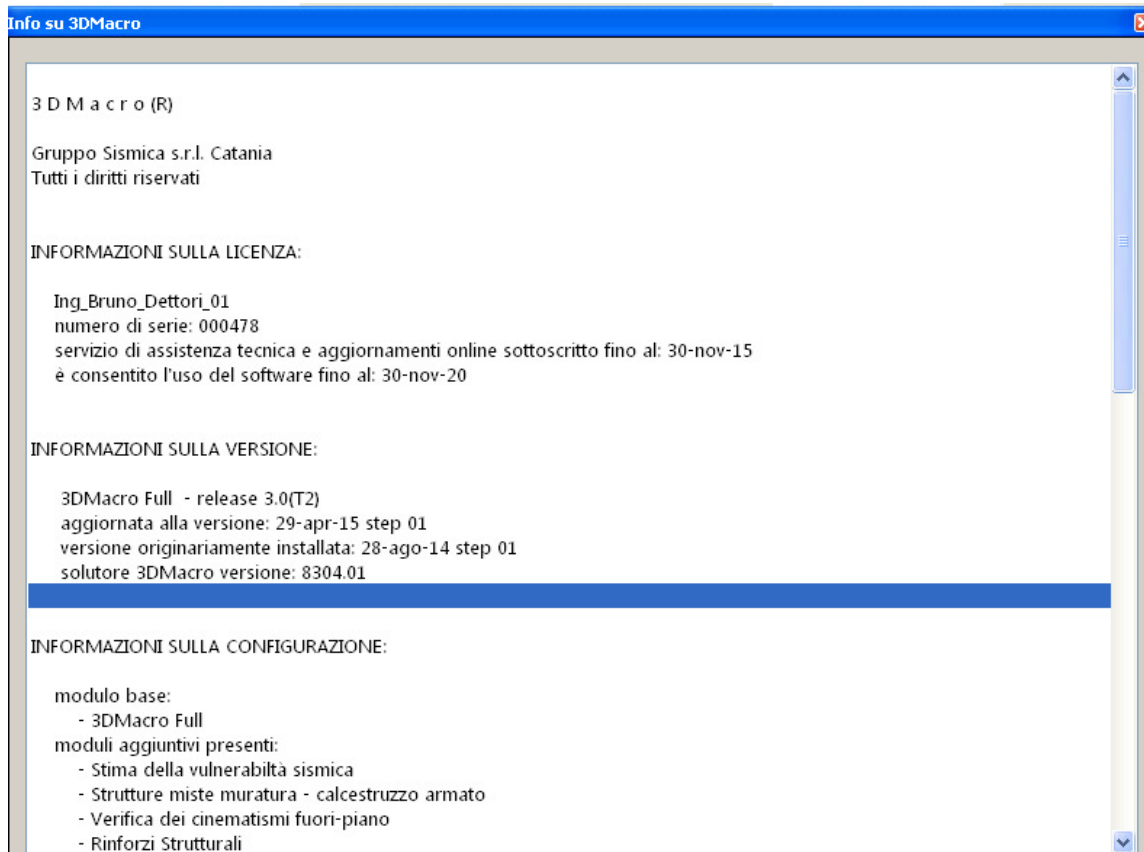 Info su 3DMacro
3 D M a c r o (R)
Gruppo Sismica s.r.l. Catania
Tutti i diritti riservati
INFORMAZIONI SULLA LICENZA:
Ing_Bruno_Dettori_01
numero di serie: 000478
servizio di assistenza tecnica e aggiornamenti online sottoscritto fino al: 30-nov-15
è consentito l'uso del software fino al: 30-nov-20
INFORMAZIONI SULLA VERSIONE:
3DMacro Full - release 3.0(T2)
aggiornata alla versione: 29-apr-15 step 01
versione originariamente installata: 28-ago-14 step 01
solutore 3DMacro versione: 8304.01
INFORMAZIONI SULLA CONFIGURAZIONE:
modulo base:
- 3DMacro Full
moduli aggiuntivi presenti:
- Stima della vulnerabiltà sismica
- Strutture miste muratura - calcestruzzo armato
- Verifica dei cinematismi fuori-piano
- Rinforzi Strutturali